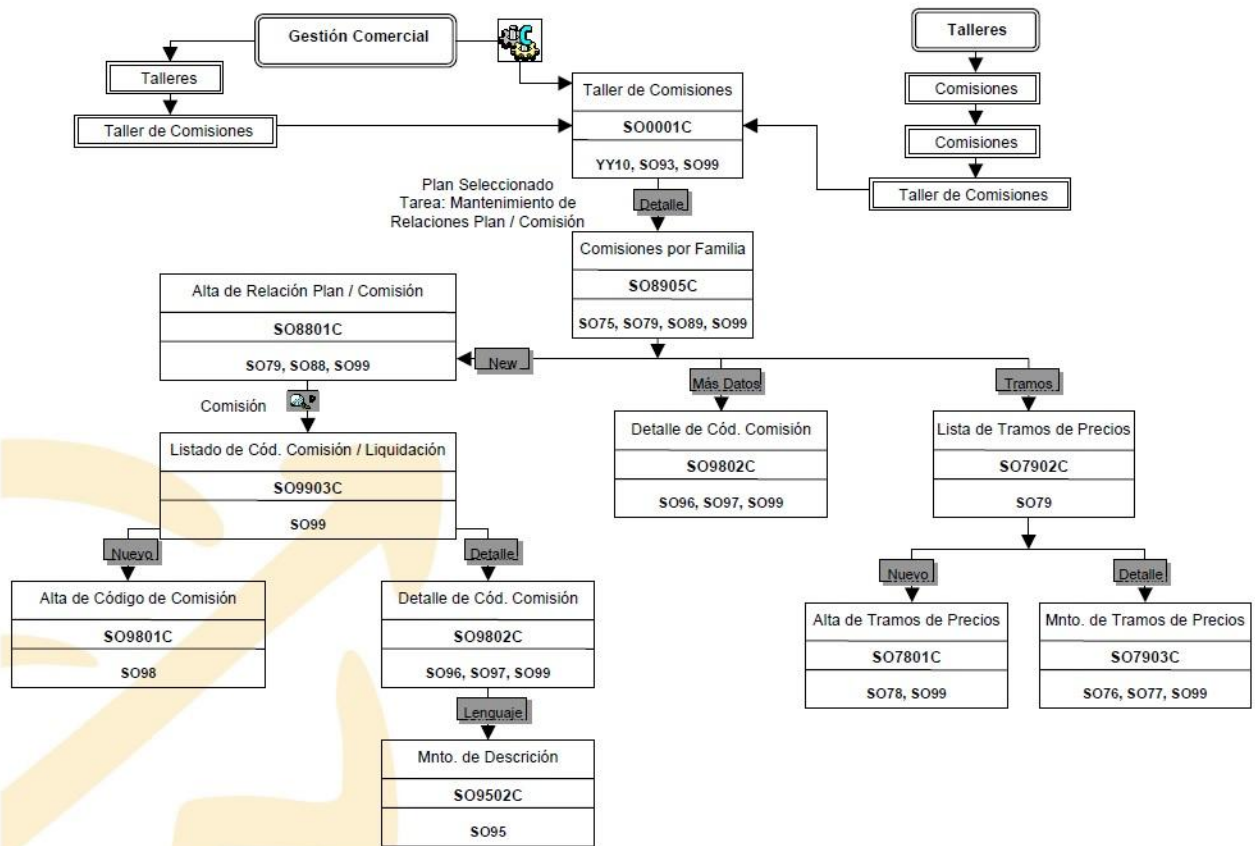 Gestión Comercial
Talleres
Talleres
Taller de Comisiones
Comisiones
Taller de Comisiones
SO0001C
Comisiones
YY10, SO93, SO99
Taller de Comisiones
Plan Seleccionado
Tarea: Mantenimiento de
Relaciones Plan / Comisión
Detalle
Comisiones por Familia
SO8905C
SO75, SO79, SO89, SO99
Alta de Relación Plan / Comisión
SO8801C
SO79, SO88, SO99
New
Más Datos
Tramos
Comisión
Listado de Cód. Comisión / Liquidación
SO9903C
SO99
Detalle de Cód. Comisión
SO9802C
SO96, SO97, SO99
Lista de Tramos de Precios
SO7902C
SO79
Nuevo
Detalle
Alta de Código de Comisión
SO9801C
SO98
Detalle de Cód. Comisión
SO9802C
SO96, SO97, SO99
Nuevo
Detalle
Alta de Tramos de Precios
SO7801C
SO78, SO99
Mnto. de Tramos de Precios
SO7903C
SO76, SO77, SO99
Lenguaje
Mnto. de Descrición
SO9502C
SO95